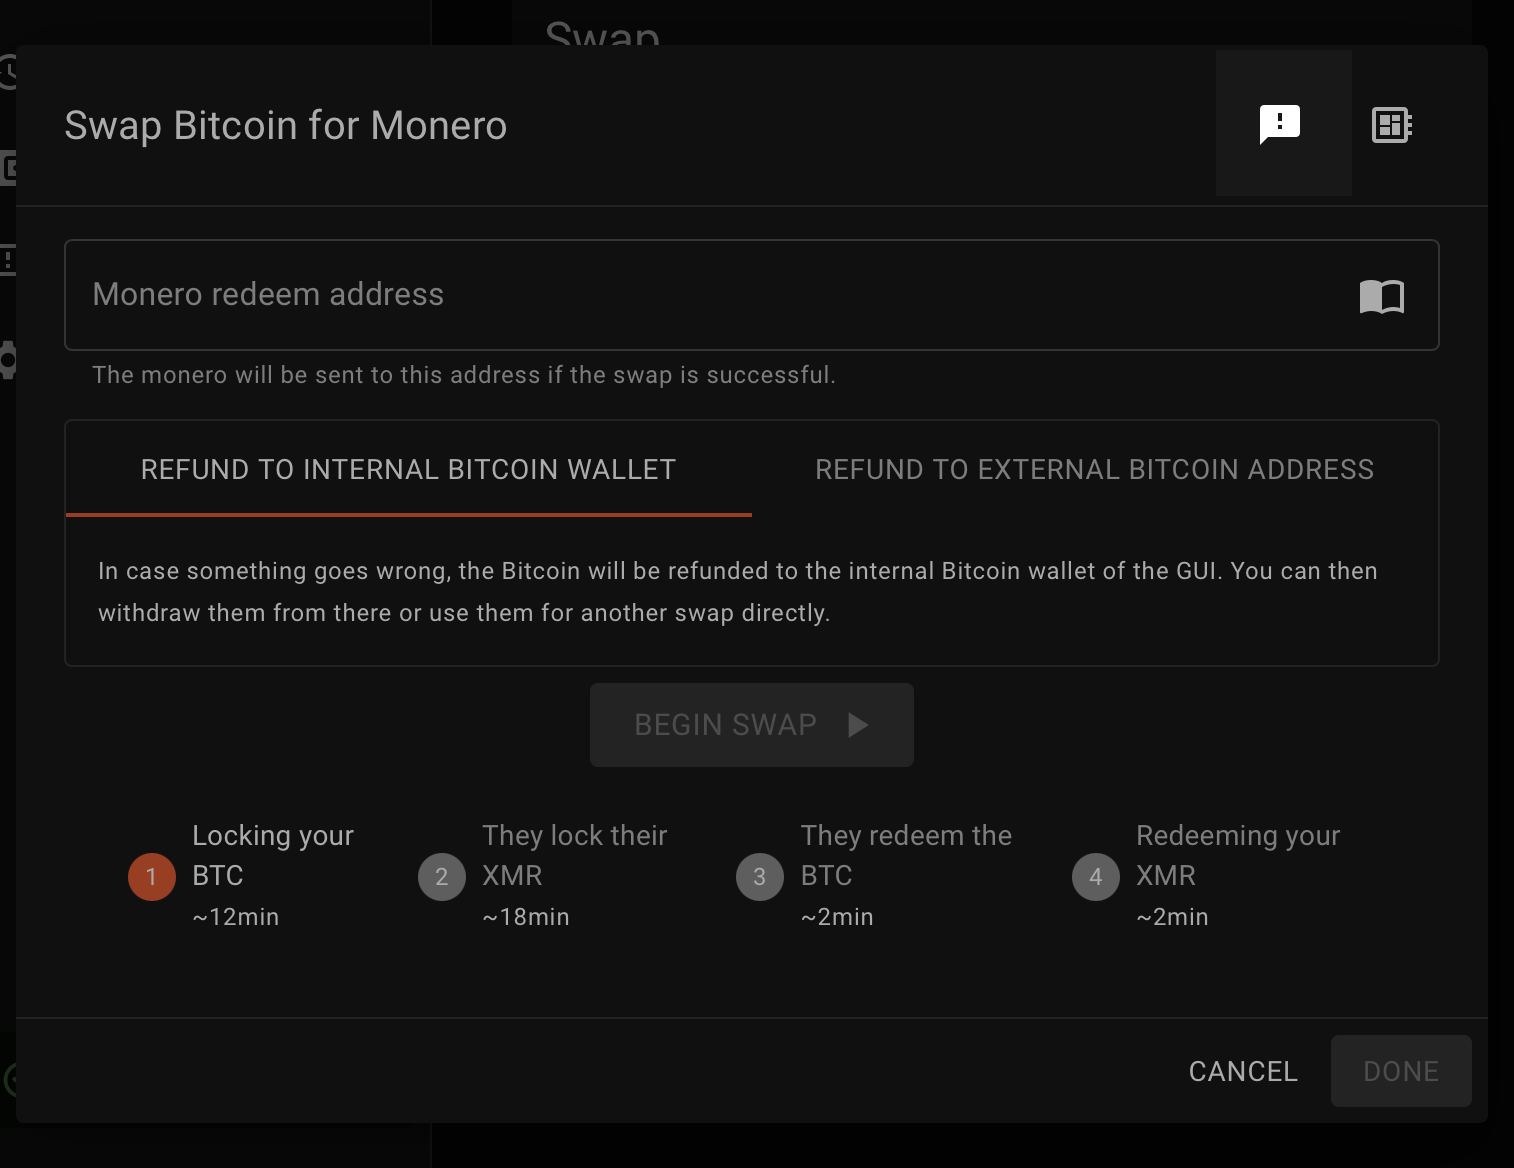 Swap
Swap Bitcoin for Monero
Monero redeem address
The monero will be sent to this address if the swap is successful.
REFUND TO INTERNAL BITCOIN WALLET
REFUND TO EXTERNAL BITCOIN ADDRESS
In case something goes wrong, the Bitcoin will be refunded to the internal Bitcoin wallet of the GUI. You can then
withdraw them from there or use them for another swap directly.
BEGIN SWAP
1
Locking your
BTC
~12min
2
They lock their
XMR
~18min
3
They redeem the
BTC
~2min
4
Redeeming your
XMR
~2min
CANCEL
DONE